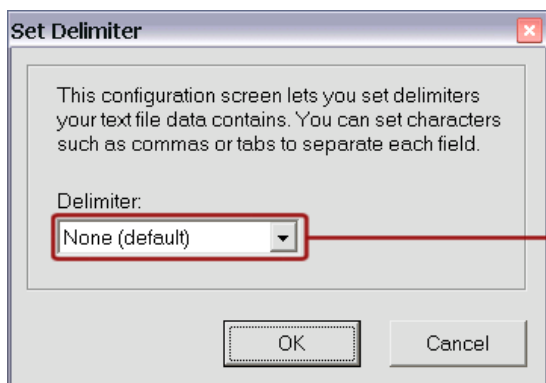 Set Delimiter
This configuration screen lets you set delimiters
your text file data contains. You can set characters
such as commas or tabs to separate each field.
Delimiter:
None (default)
OK
Cancel